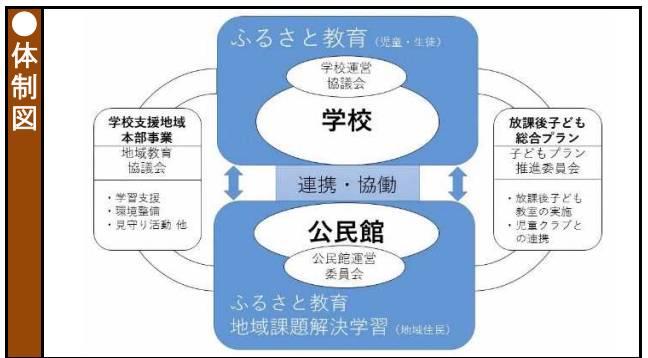 ●体制図
ふるさと教育（児童・生徒）
学校運営
協議会
学校
学校支援地域
本部事業
地域教育
協議会
・学習支援
・環境整備
・見守り活動 他
連携・協働
放課後子ども
総合プラン
子どもプラン
推進委員会
・放課後子ども
教室の実施
・児童クラブと
の連携
公民館
公民館運営
委員会
ふるさと教育
地域課題解決学習（地域住民）